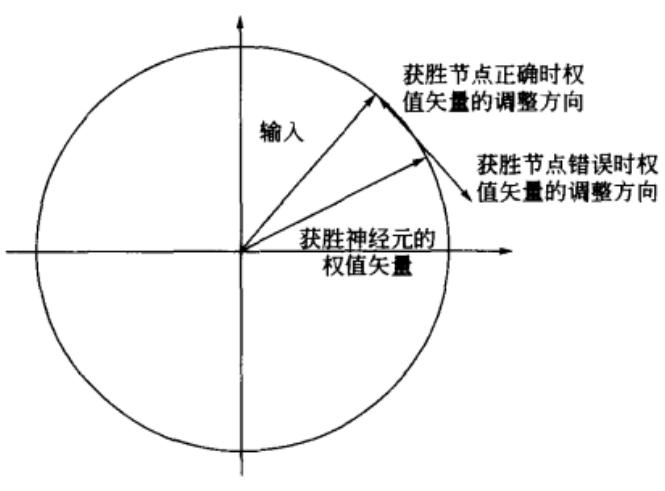 获胜节点正确时权
值矢量的调整方向
输入
获胜节点错误时权
值矢量的调整方向
获胜神经元的
权值矢量